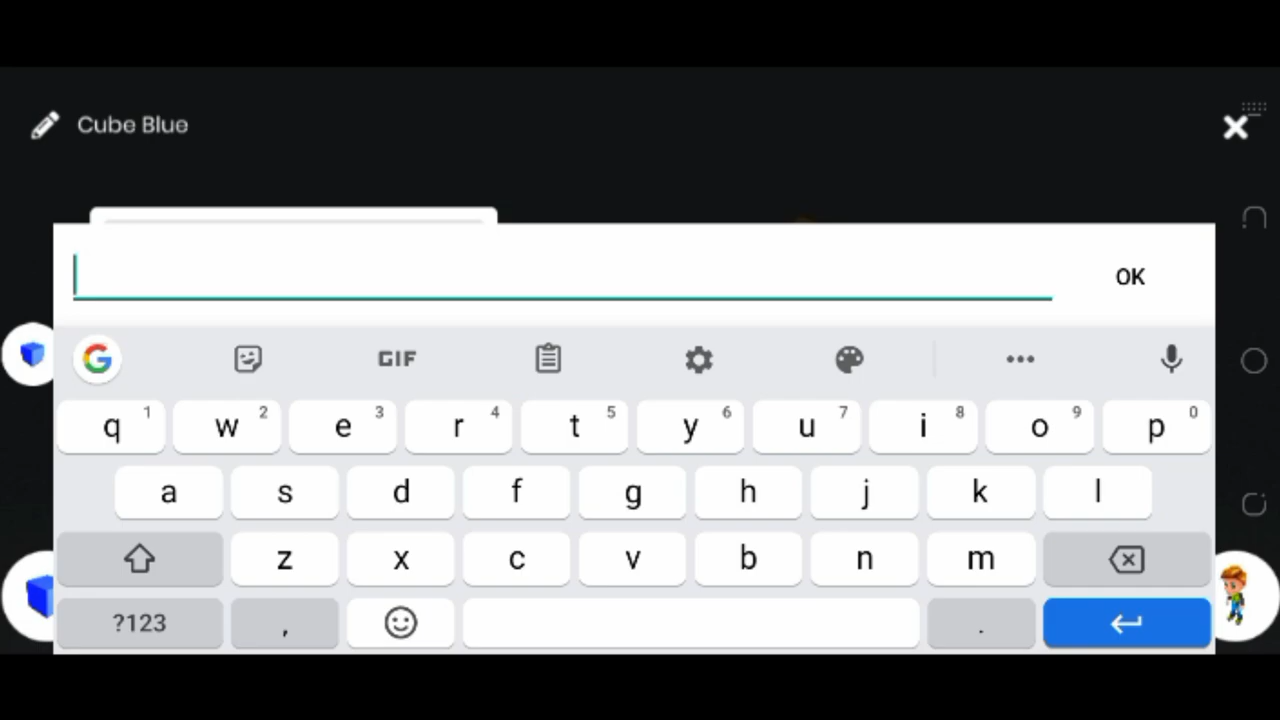 Cube Blue
OK
GIF
q 1 w 2 e 3 r 4 t 5 y 6 u 7 i 8 o 9 p 0
a s d f g h j k l
z x c v b n m
?123 , .